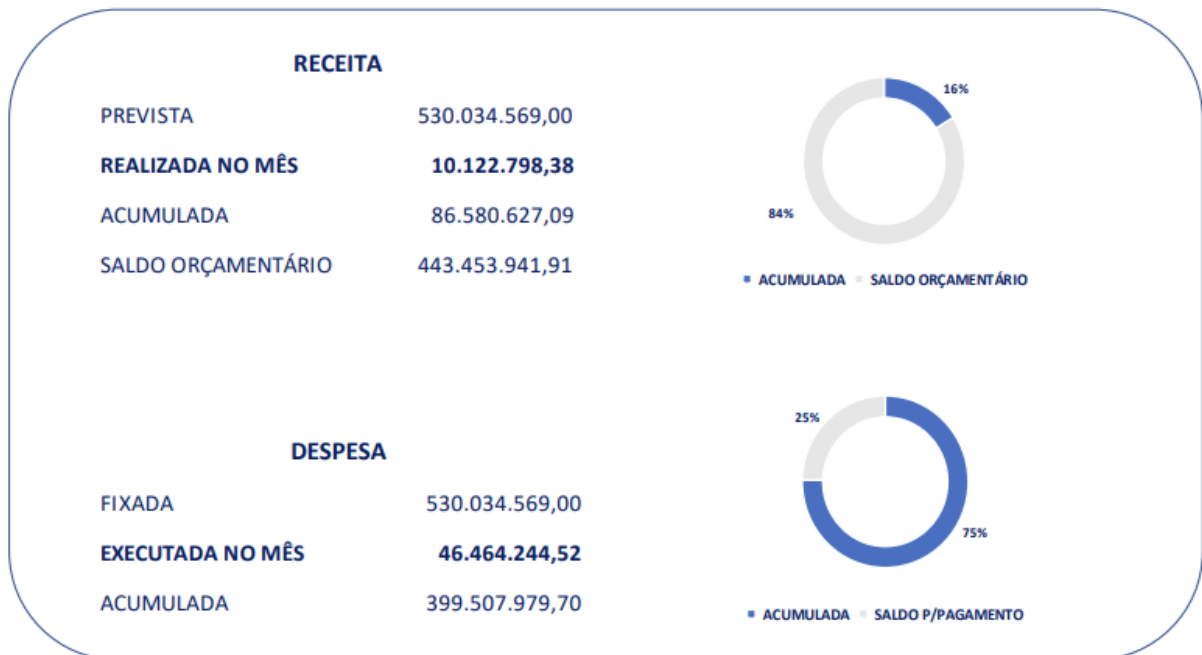 RECEITA
PREVISTA 530.034.569,00
REALIZADA NO MÊS 10.122.798,38
ACUMULADA 86.580.627,09
SALDO ORÇAMENTÁRIO 443.453.941,91
16%
84%
ACUMULADA SALDO ORÇAMENTÁRIO
DESPESA
FIXADA 530.034.569,00
EXECUTADA NO MÊS 46.464.244,52
ACUMULADA 399.507.979,70
25%
75%
ACUMULADA SALDO P/PAGAMENTO